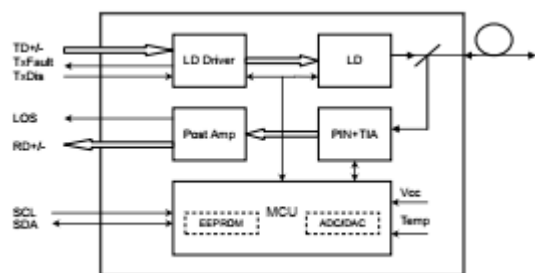 TD+/-
TxFault
TxDis
LD Driver
LD
LOS
RD+/-
Post Amp
PIN+TIA
SCL
SDA
MCU
EEPROM
ADC/DAC
Vcc
Temp